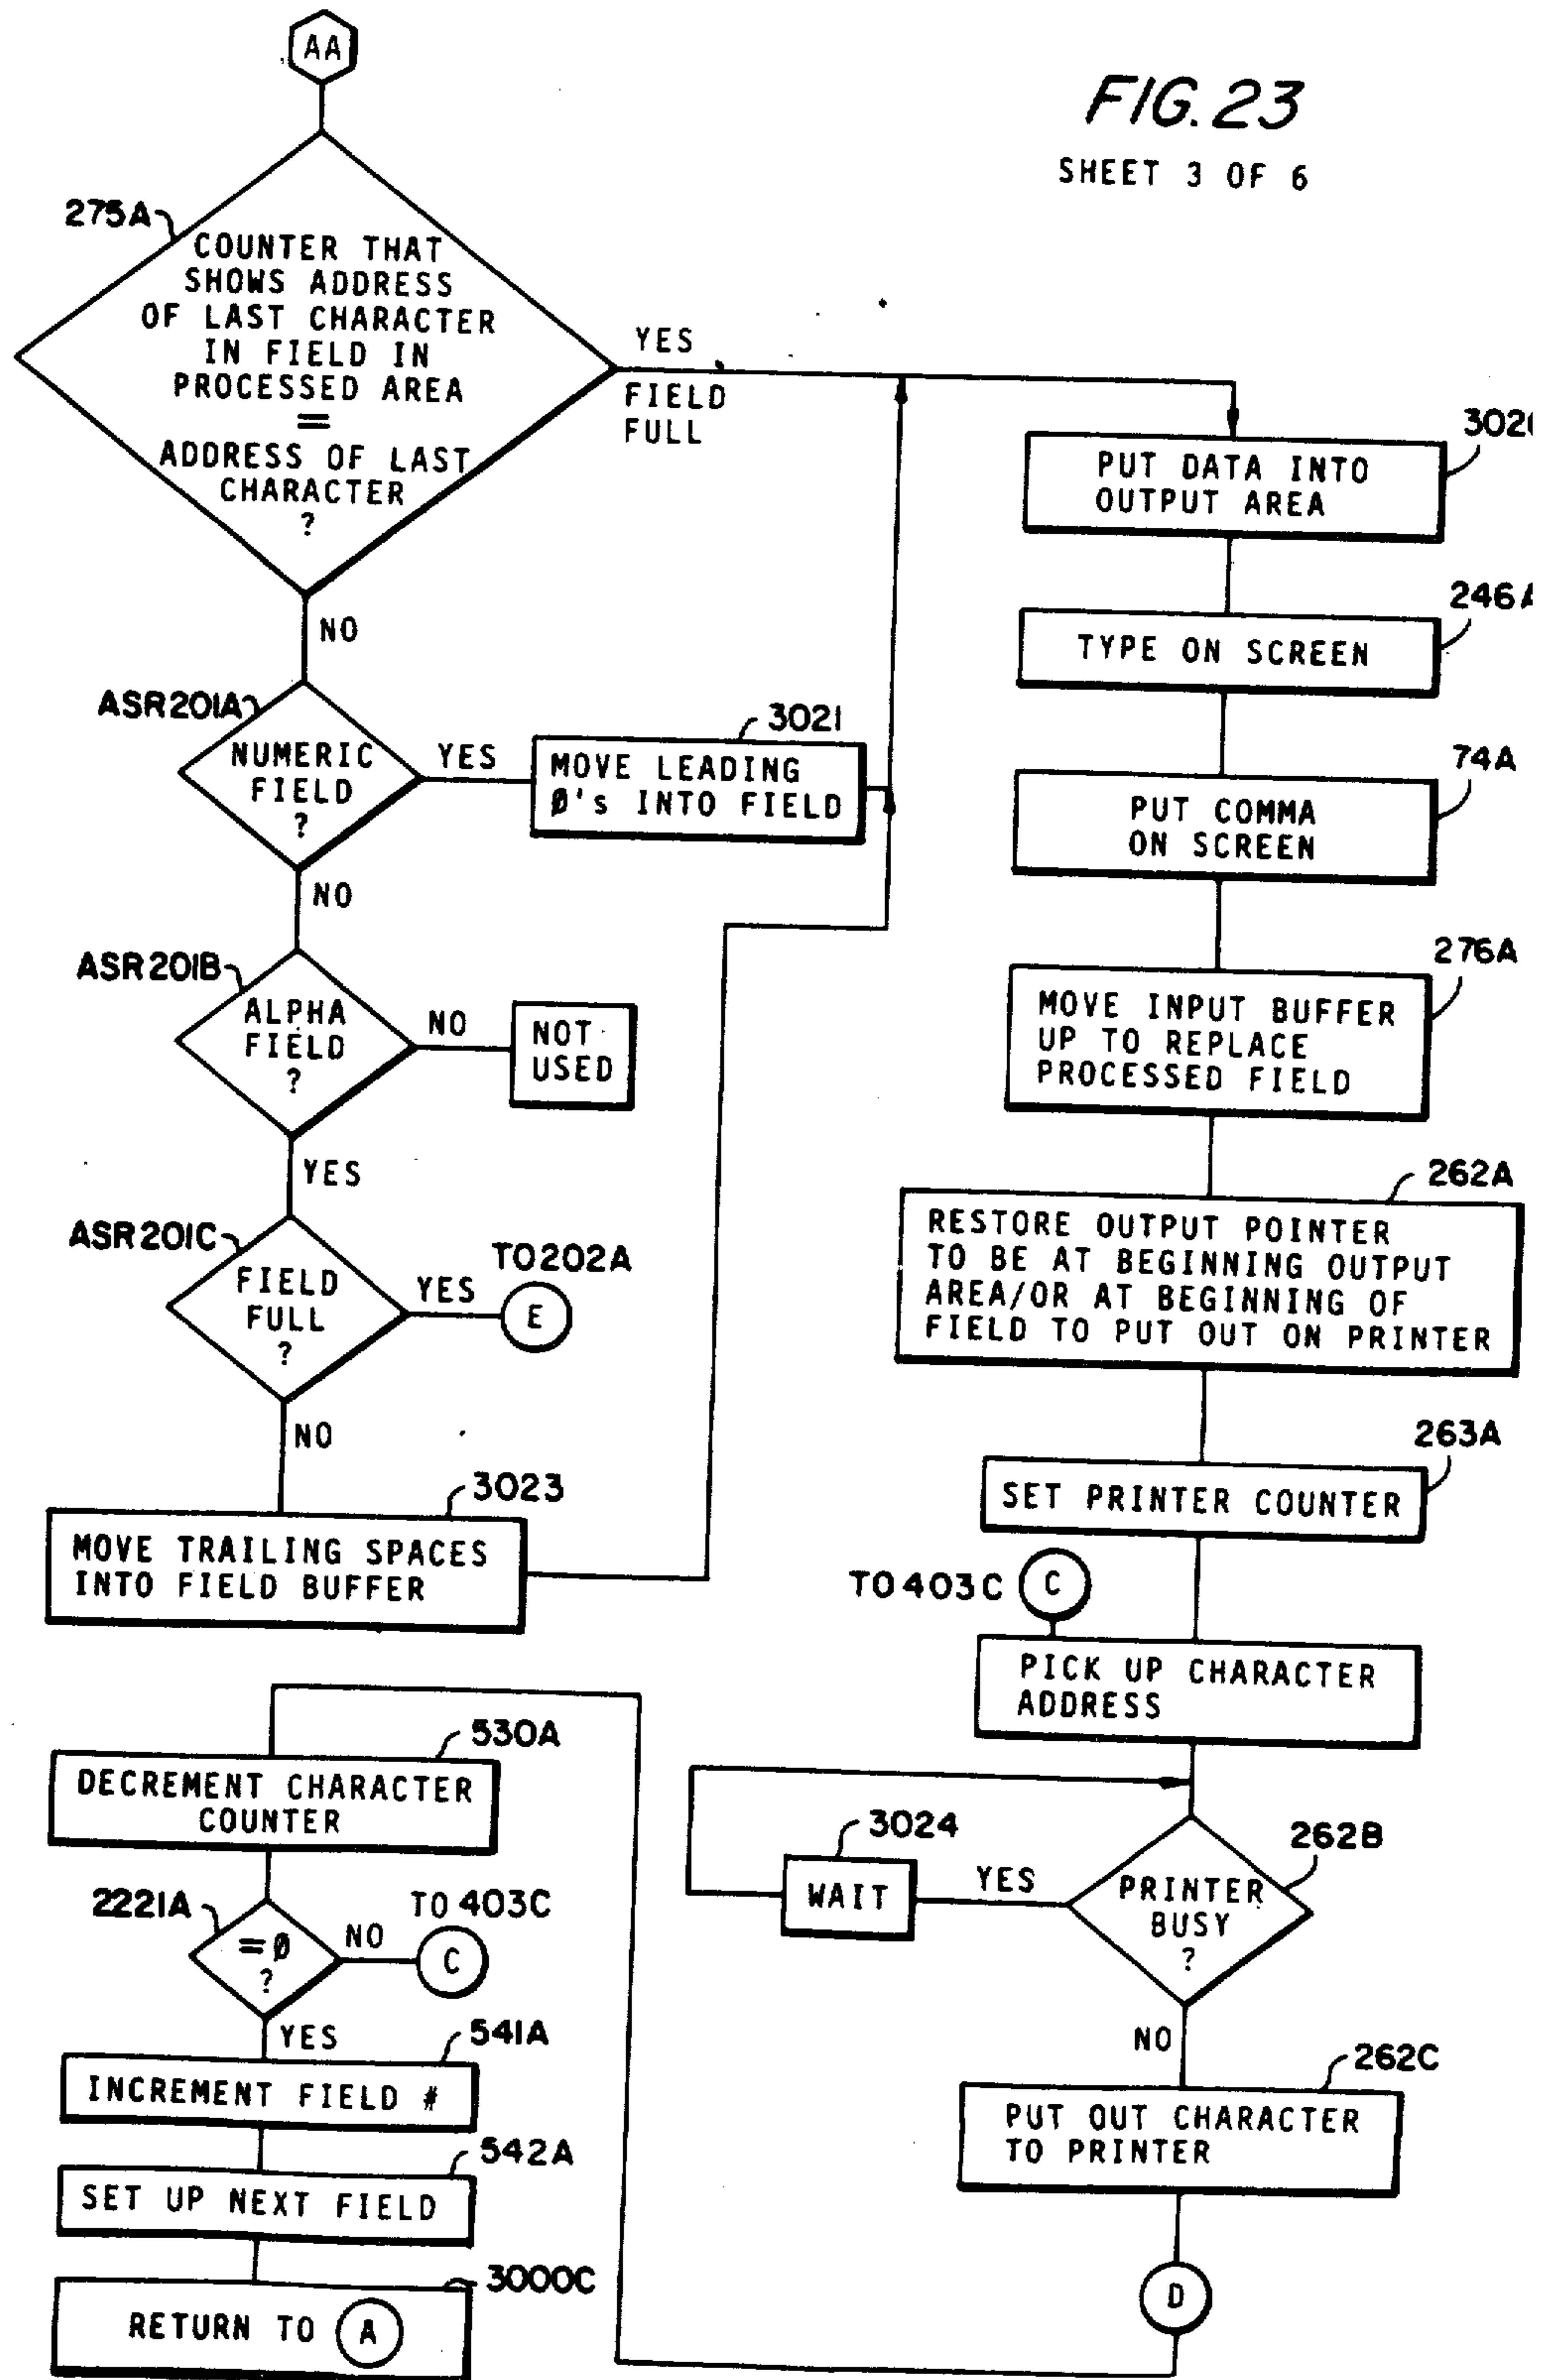 AA
FIG. 23
SHEET 3 OF 6
275A
COUNTER THAT
SHOWS ADDRESS
OF LAST CHARACTER
IN FIELD IN
PROCESSED AREA
=
ADDRESS OF LAST
CHARACTER
?
YES
FIELD
FULL
NO
ASR201A
NUMERIC
FIELD
?
YES
3021
MOVE LEADING
Ø's INTO FIELD
NO
ASR201B
ALPHA
FIELD
?
NO
NOT
USED
YES
ASR201C
FIELD
FULL
?
YES
TO 202A
E
NO
3023
MOVE TRAILING SPACES
INTO FIELD BUFFER
PUT DATA INTO
OUTPUT AREA
246A
TYPE ON SCREEN
74A
PUT COMMA
ON SCREEN
276A
MOVE INPUT BUFFER
UP TO REPLACE
PROCESSED FIELD
262A
RESTORE OUTPUT POINTER
TO BE AT BEGINNING OUTPUT
AREA/OR AT BEGINNING OF
FIELD TO PUT OUT ON PRINTER
263A
SET PRINTER COUNTER
TO 403C
C
PICK UP CHARACTER
ADDRESS
3024
WAIT
YES
262B
PRINTER
BUSY
?
NO
262C
PUT OUT CHARACTER
TO PRINTER
D
530A
DECREMENT CHARACTER
COUNTER
2221A
=Ø
?
NO
TO 403C
C
YES
541A
INCREMENT FIELD #
542A
SET UP NEXT FIELD
3000C
RETURN TO A